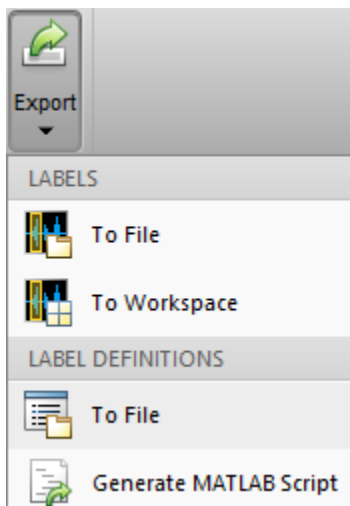 Export
LABELS
To File
To Workspace
LABEL DEFINITIONS
To File
Generate MATLAB Script